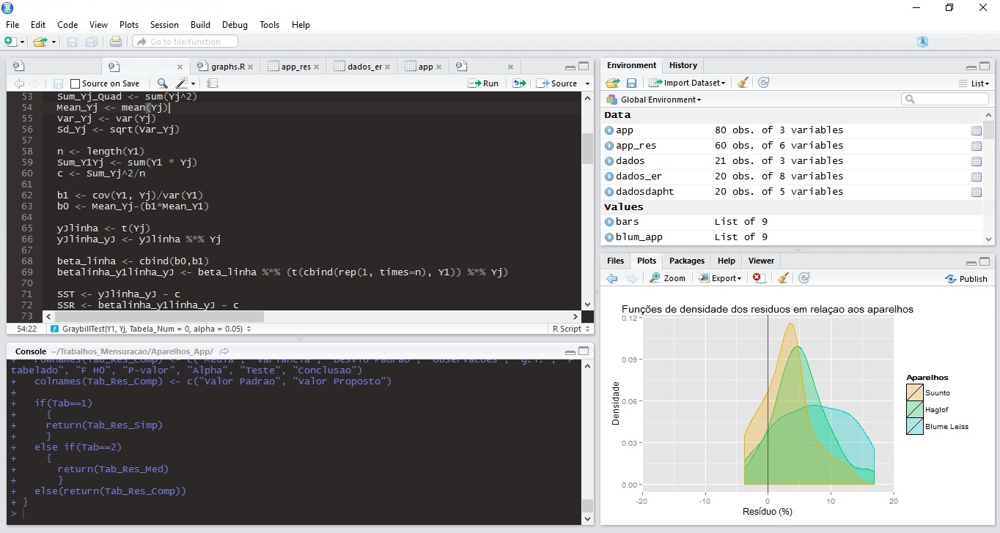 File Edit Code View Plots Session Build Debug Tools Help
Go to file/function
graphs.R app_res dados_er app
Source on Save Run Source
53 Sum_Yj_Quad <- sum(Yj^2)
54 Mean_Yj <- mean(Yj)
55 Var_Yj <- var(Yj)
56 Sd_Yj <- sqrt(Var_Yj)
57
58 n <- length(Y1)
59 Sum_Y1Yj <- sum(Y1 * Yj)
60 c <- Sum_Yj^2/n
61
62 b1 <- cov(Y1, Yj)/var(Y1)
63 b0 <- Mean_Yj-(b1*Mean_Y1)
64
65 yJlinha <- t(Yj)
66 yJlinha_yJ <- yJlinha %*% Yj
67
68 beta_linha <- cbind(b0,b1)
69 betalinha_y1linha_yJ <- beta_linha %*% (t(cbind(rep(1, times=n), Y1)) %*% Yj)
70
71 SST <- yJlinha_yJ - c
72 SSR <- betalinha_y1linha_yJ - c
73
54:22 GraybillTest(Y1, Yj, Tabela_Num = 0, alpha = 0.05) R Script
Console ~/Trabalhos_Mensuracao/Aparelhos_App/
rownames(Tab_Res_Comp) <- c("Media", "Variancia", "Desvio Padrao", "Observacoes", "g.l.", "F
tabelado", "F H0", "P-valor", "Alpha", "Teste", "Conclusao")
+ colnames(Tab_Res_Comp) <- c("Valor Padrao", "Valor Proposto")
+
+ if(Tab==1)
+ {
+ return(Tab_Res_Simp)
+ }
+ else if(Tab==2)
+ {
+ return(Tab_Res_Med)
+ }
+ else(return(Tab_Res_Comp))
+ }
>
Environment History
Import Dataset List
Global Environment
Data
app 80 obs. of 3 variables
app_res 60 obs. of 6 variables
dados 21 obs. of 3 variables
dados_er 20 obs. of 8 variables
dadosdapht 20 obs. of 5 variables
Values
bars List of 9
blum_app List of 9
Files Plots Packages Help Viewer
Zoom Export Publish
Funções de densidade dos residuos em relaçao aos aparelhos
0.12
0.09
0.06
0.03
0.00
Densidade
-20 -10 0 10 20
Resíduo (%)
Aparelhos
Suunto
Haglof
Blume Leiss